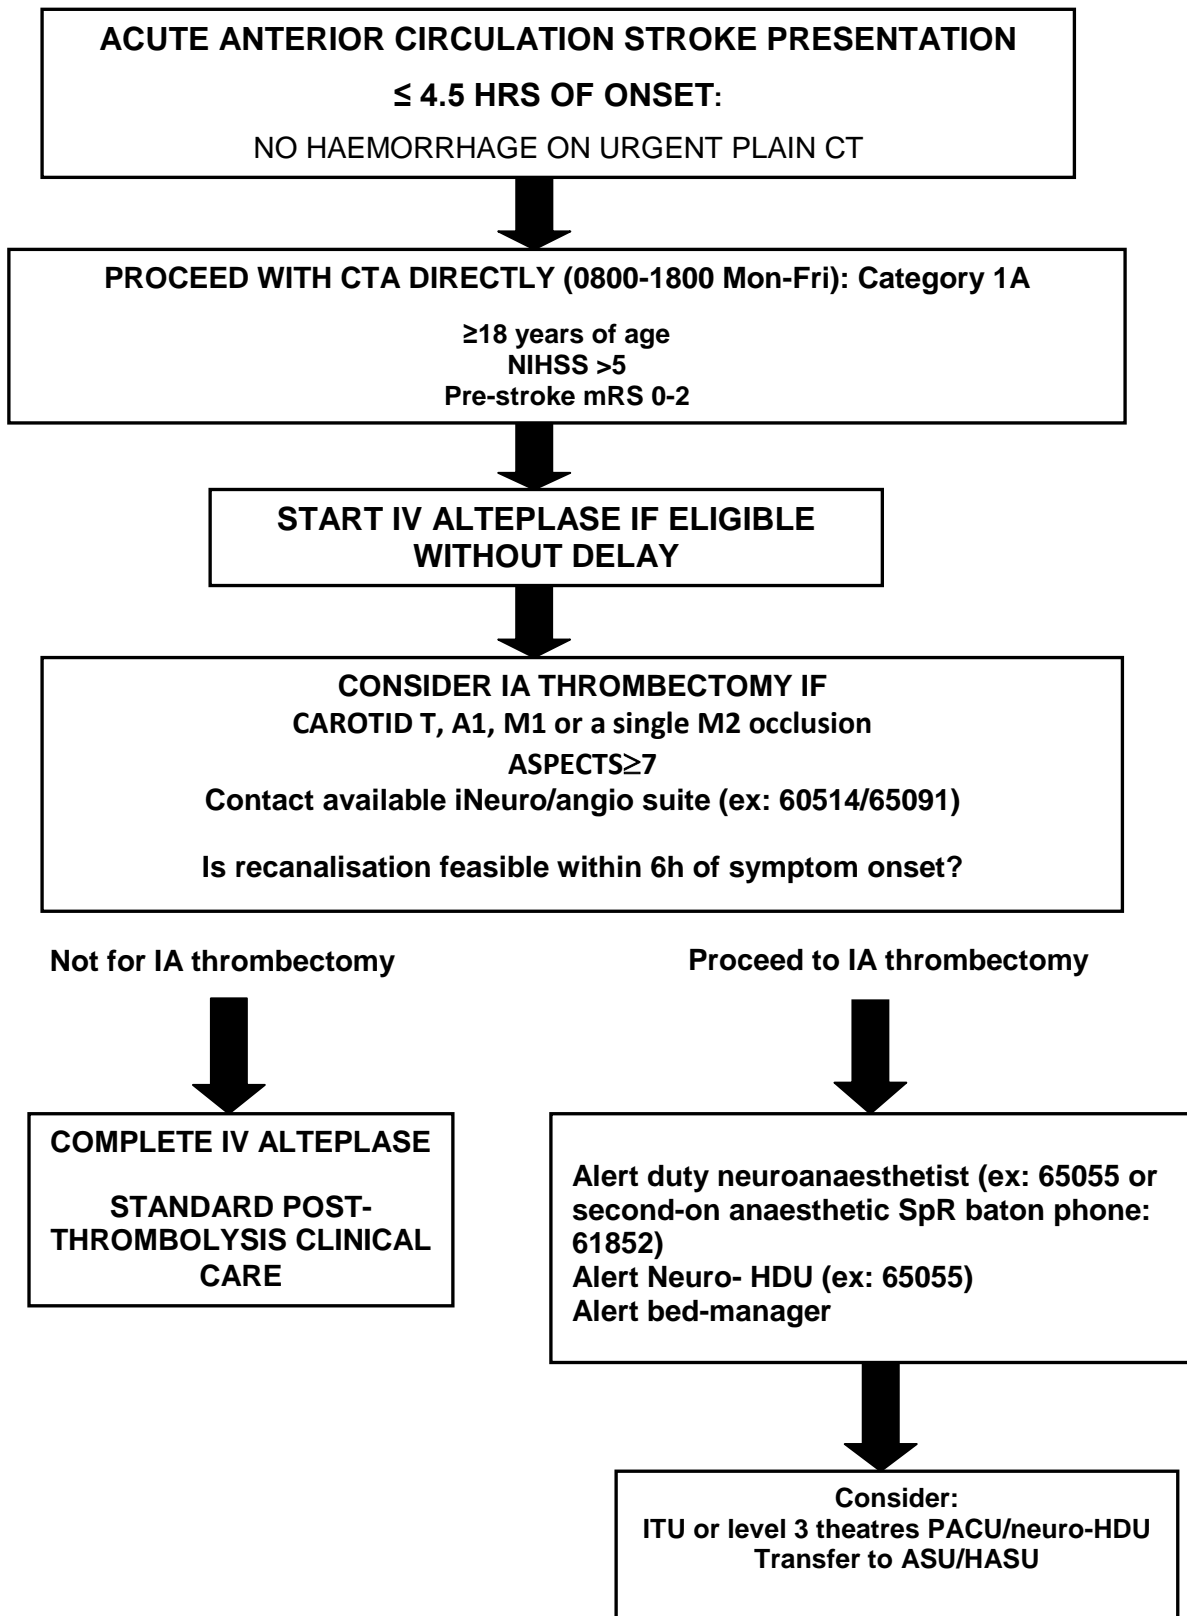 ACUTE ANTERIOR CIRCULATION STROKE PRESENTATION
≤ 4.5 HRS OF ONSET:
NO HAEMORRHAGE ON URGENT PLAIN CT
PROCEED WITH CTA DIRECTLY (0800-1800 Mon-Fri): Category 1A
≥18 years of age
NIHSS >5
Pre-stroke mRS 0-2
START IV ALTEPLASE IF ELIGIBLE
WITHOUT DELAY
CONSIDER IA THROMBECTOMY IF
CAROTID T, A1, M1 or a single M2 occlusion
ASPECTS≥7
Contact available iNeuro/angio suite (ex: 60514/65091)
Is recanalisation feasible within 6h of symptom onset?
Not for IA thrombectomy
Proceed to IA thrombectomy
COMPLETE IV ALTEPLASE
STANDARD POST-
THROMBOLYSIS CLINICAL
CARE
Alert duty neuroanaesthetist (ex: 65055 or
second-on anaesthetic SpR baton phone:
61852)
Alert Neuro- HDU (ex: 65055)
Alert bed-manager
Consider:
ITU or level 3 theatres PACU/neuro-HDU
Transfer to ASU/HASU